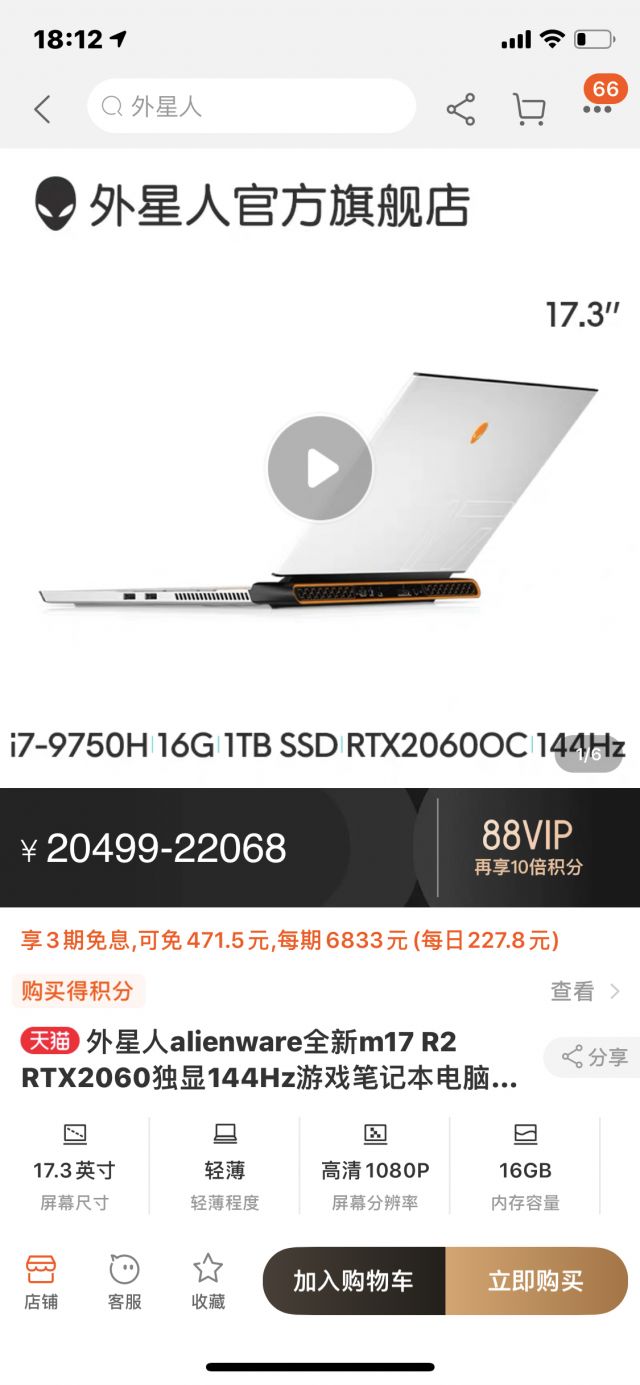 18:12
外星人
66
外星人官方旗舰店
17.3″
i7-9750H|16G|1TB SSD|RTX2060OC|144Hz
1/6
¥ 20499-22068
88VIP
再享10倍积分
享3期免息,可免471.5元,每期6833元(每日227.8元)
购买得积分
查看
天猫 外星人alienware全新m17 R2
RTX2060独显144Hz游戏笔记本电脑...
分享
17.3英寸
轻薄
高清1080P
16GB
屏幕尺寸
轻薄程度
屏幕分辨率
内存容量
店铺
客服
收藏
加入购物车
立即购买